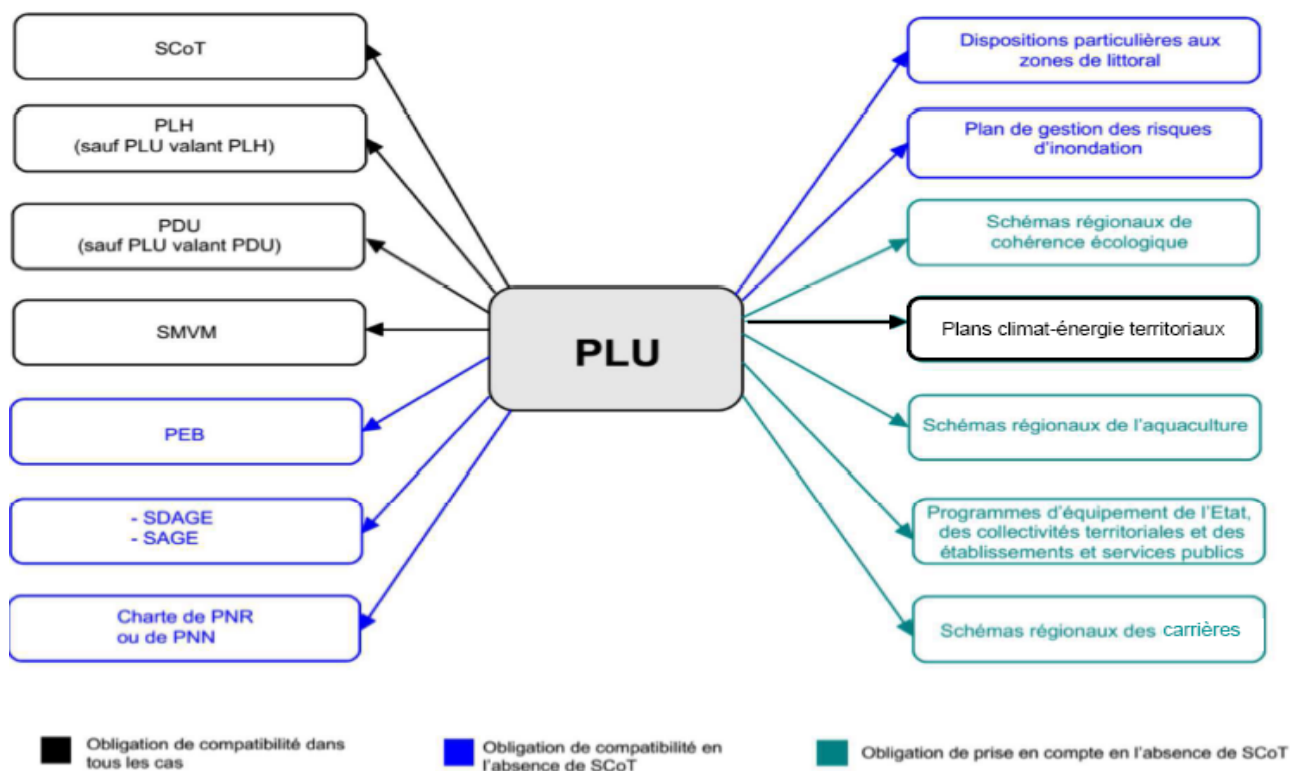 SCoT
PLH
(sauf PLU valant PLH)
PDU
(sauf PLU valant PDU)
SMVM
PEB
- SDAGE
- SAGE
Charte de PNR
ou de PNN
PLU
Dispositions particulières aux
zones de littoral
Plan de gestion des risques
d'inondation
Schémas régionaux de
cohérence écologique
Plans climat-énergie territoriaux
Schémas régionaux de l'aquaculture
Programmes d'équipement de l'Etat,
des collectivités territoriales et des
établissements et services publics
Schémas régionaux des carrières
Obligation de compatibilité dans
tous les cas
Obligation de compatibilité en
l'absence de SCoT
Obligation de prise en compte en l'absence de SCoT